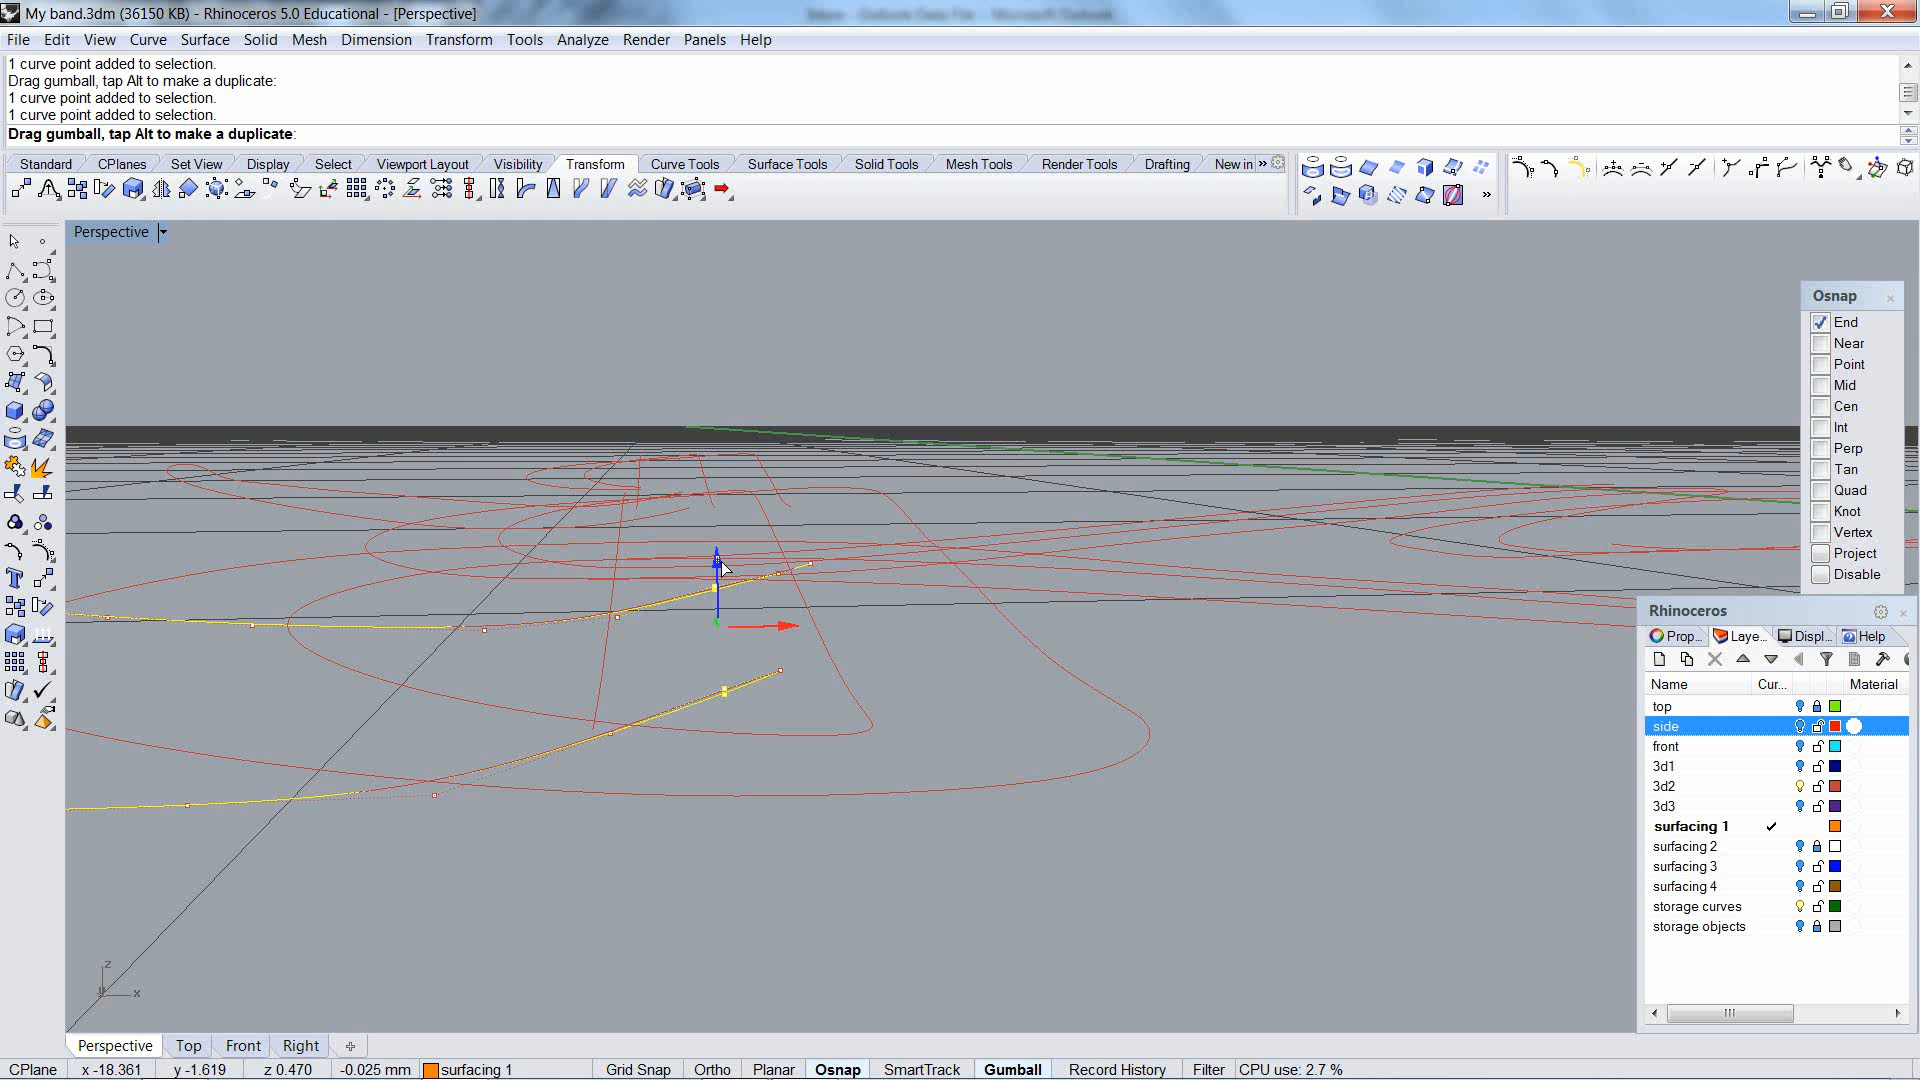 My band.3dm (36150 KB) - Rhinoceros 5.0 Educational - [Perspective]
File Edit View Curve Surface Solid Mesh Dimension Transform Tools Analyze Render Panels Help
1 curve point added to selection.
Drag gumball, tap Alt to make a duplicate:
1 curve point added to selection.
1 curve point added to selection.
Drag gumball, tap Alt to make a duplicate:
Standard CPlanes Set View Display Select Viewport Layout Visibility Transform Curve Tools Surface Tools Solid Tools Mesh Tools Render Tools Drafting New in »
»
Perspective
Osnap
End
Near
Point
Mid
Cen
Int
Perp
Tan
Quad
Knot
Vertex
Project
Disable
Rhinoceros
Prop... Laye... Displ... Help
Name Cur... Material
top
side
front
3d1
3d2
3d3
surfacing 1
surfacing 2
surfacing 3
surfacing 4
storage curves
storage objects
z
y x
Perspective Top Front Right
CPlane x -18.361 y -1.619 z 0.470 -0.025 mm surfacing 1 Grid Snap Ortho Planar Osnap SmartTrack Gumball Record History Filter CPU use: 2.7 %